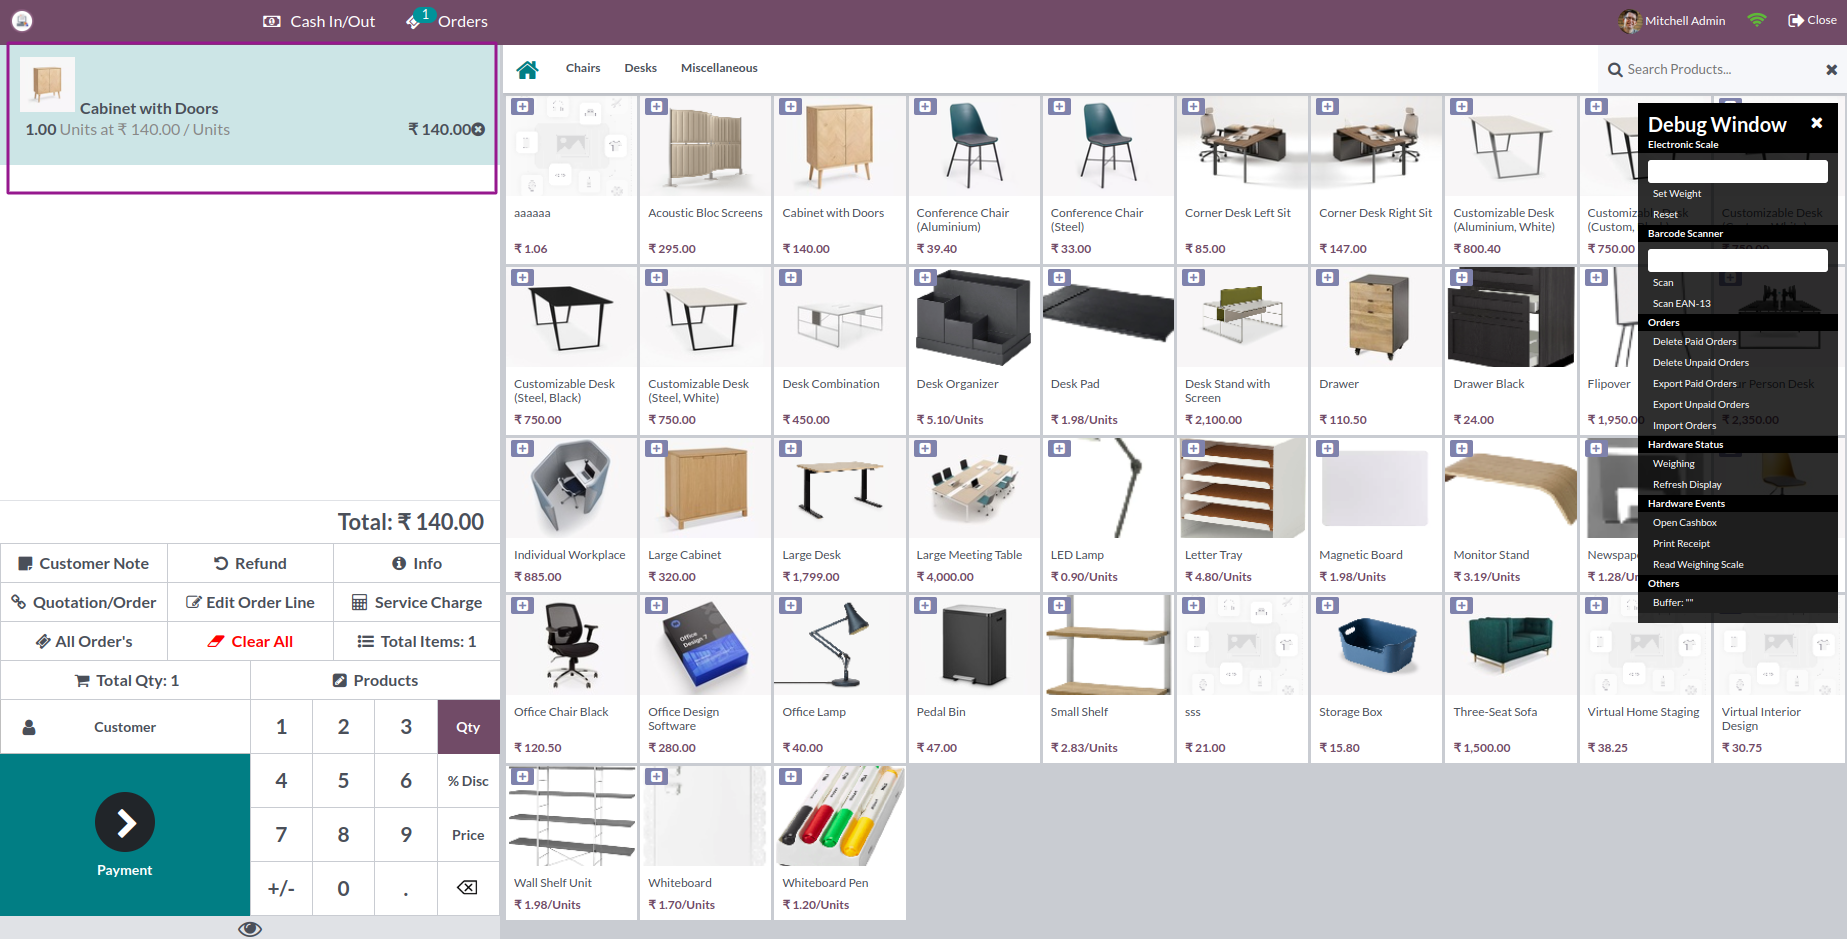 Cash In/Out
1
Orders
Mitchell Admin
Close
Cabinet with Doors
1.00 Units at ₹ 140.00 / Units
₹ 140.00
Total: ₹ 140.00
Customer Note
Refund
Info
Quotation/Order
Edit Order Line
Service Charge
All Order's
Clear All
Total Items: 1
Total Qty: 1
Products
Customer
1
2
3
Qty
Payment
4
5
6
% Disc
7
8
9
Price
+/-
0
.
Chairs
Desks
Miscellaneous
Search Products...
aaaaaa
₹ 1.06
Acoustic Bloc Screens
₹ 295.00
Cabinet with Doors
₹ 140.00
Conference Chair
(Aluminium)
₹ 39.40
Conference Chair
(Steel)
₹ 33.00
Corner Desk Left Sit
₹ 85.00
Corner Desk Right Sit
₹ 147.00
Customizable Desk
(Aluminium, White)
₹ 800.40
Customizable Desk
(Custom,
₹ 750.00
Customizable Desk
₹ 750.00
Customizable Desk
(Steel, Black)
₹ 750.00
Customizable Desk
(Steel, White)
₹ 750.00
Desk Combination
₹ 450.00
Desk Organizer
₹ 5.10/Units
Desk Pad
₹ 1.98/Units
Desk Stand with
Screen
₹ 2,100.00
Drawer
₹ 110.50
Drawer Black
₹ 24.00
Flipover
₹ 1,950.00
Person Desk
₹ 2,350.00
Individual Workplace
₹ 885.00
Large Cabinet
₹ 320.00
Large Desk
₹ 1,799.00
Large Meeting Table
₹ 4,000.00
LED Lamp
₹ 0.90/Units
Letter Tray
₹ 4.80/Units
Magnetic Board
₹ 1.98/Units
Monitor Stand
₹ 3.19/Units
Newspap
₹ 1.28/Un
Office Chair Black
₹ 120.50
Office Design
Software
₹ 280.00
Office Lamp
₹ 40.00
Pedal Bin
₹ 47.00
Small Shelf
₹ 2.83/Units
sss
₹ 21.00
Storage Box
₹ 15.80
Three-Seat Sofa
₹ 1,500.00
Virtual Home Staging
₹ 38.25
Virtual Interior
Design
₹ 30.75
Wall Shelf Unit
₹ 1.98/Units
Whiteboard
₹ 1.70/Units
Whiteboard Pen
₹ 1.20/Units
Office
Design 7
Debug Window
Electronic Scale
Set Weight
Reset
Barcode Scanner
Scan
Scan EAN-13
Orders
Delete Paid Orders
Delete Unpaid Orders
Export Paid Orders
Export Unpaid Orders
Import Orders
Hardware Status
Weighing
Refresh Display
Hardware Events
Open Cashbox
Print Receipt
Read Weighing Scale
Others
Buffer: ""